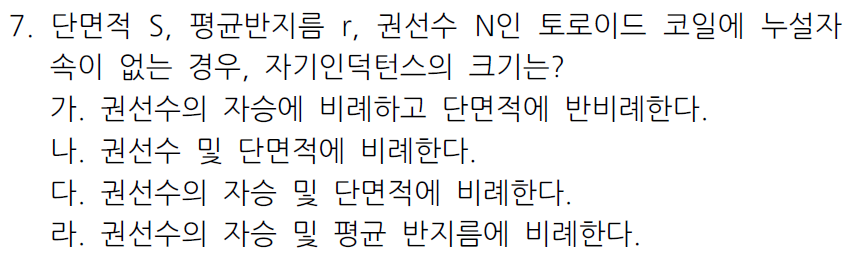 7. 단면적 S, 평균반지름 r, 권선수 N인 토로이드 코일에 누설자
속이 없는 경우, 자기인덕턴스의 크기는?
가. 권선수의 자승에 비례하고 단면적에 반비례한다.
나. 권선수 및 단면적에 비례한다.
다. 권선수의 자승 및 단면적에 비례한다.
라. 권선수의 자승 및 평균 반지름에 비례한다.